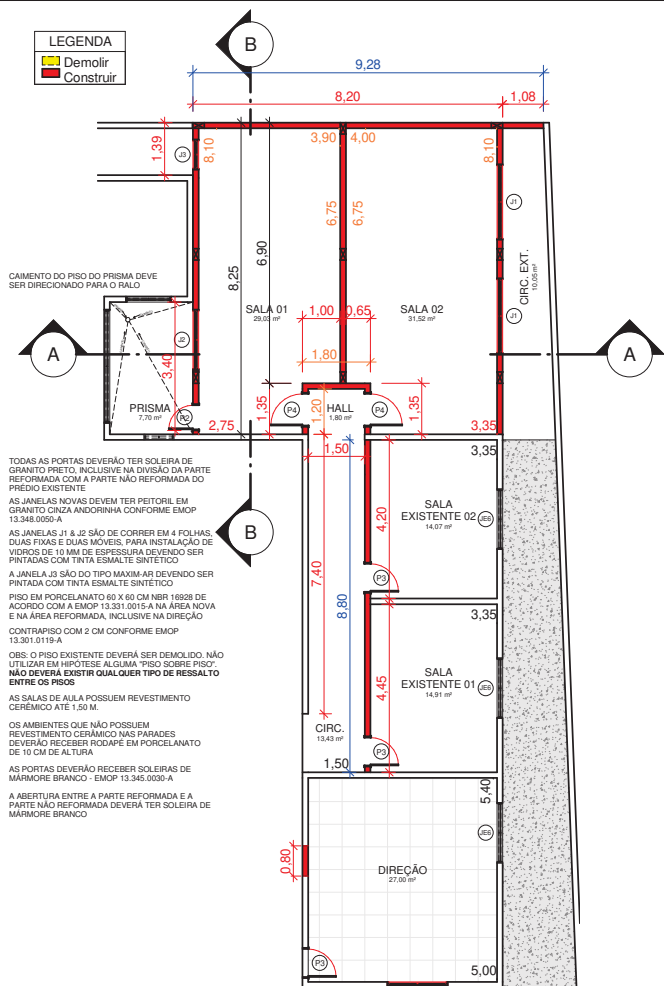 LEGENDA
Demolir
Construir
B
9,28
8,20
1,08
1,39
J3
8,10
3,90
4,00
8,10
6,75
6,75
J1
6,90
8,25
CIRC. EXT.
10,05 m²
CAIMENTO DO PISO DO PRISMA DEVE
SER DIRECIONADO PARA O RALO
SALA 01
29,03 m²
1,00
0,65
SALA 02
31,52 m²
J1
A
J2
3,40
1,80
A
PRISMA
7,70 m²
P2
2,75
1,35
P4
1,20
HALL
1,80 m²
P4
1,35
3,35
1,50
3,35
TODAS AS PORTAS DEVERÃO TER SOLEIRA DE
GRANITO PRETO, INCLUSIVE NA DIVISÃO DA PARTE
REFORMADA COM A PARTE NÃO REFORMADA DO
PRÉDIO EXISTENTE
AS JANELAS NOVAS DEVEM TER PEITORIL EM
GRANITO CINZA ANDORINHA CONFORME EMOP
13.348.0050-A
AS JANELAS J1 & J2 SÃO DE CORRER EM 4 FOLHAS,
DUAS FIXAS E DUAS MÓVEIS, PARA INSTALAÇÃO DE
VIDROS DE 10 MM DE ESPESSURA DEVENDO SER
PINTADAS COM TINTA ESMALTE SINTÉTICO
A JANELA J3 SÃO DO TIPO MAXIM-AR DEVENDO SER
PINTADA COM TINTA ESMALTE SINTÉTICO
PISO EM PORCELANATO 60 X 60 CM NBR 16928 DE
ACORDO COM A EMOP 13.331.0015-A NA ÁREA NOVA
E NA ÁREA REFORMADA, INCLUSIVE NA DIREÇÃO
CONTRAPISO COM 2 CM CONFORME EMOP
13.301.0119-A
OBS: O PISO EXISTENTE DEVERÁ SER DEMOLIDO. NÃO
UTILIZAR EM HIPÓTESE ALGUMA "PISO SOBRE PISO".
NÃO DEVERÁ EXISTIR QUALQUER TIPO DE RESSALTO
ENTRE OS PISOS
AS SALAS DE AULA POSSUEM REVESTIMENTO
CERÊMICO ATÉ 1,50 M.
OS AMBIENTES QUE NÃO POSSUEM
REVESTIMENTO CERÂMICO NAS PARADES
DEVERÃO RECEBER RODAPÉ EM PORCELANATO
DE 10 CM DE ALTURA
AS PORTAS DEVERÃO RECEBER SOLEIRAS DE
MÁRMORE BRANCO - EMOP 13.345.0030-A
A ABERTURA ENTRE A PARTE REFORMADA E A
PARTE NÃO REFORMADA DEVERÁ TER SOLEIRA DE
MÁRMORE BRANCO
B
4,20
SALA
EXISTENTE 02
14,07 m²
JE6
7,40
8,80
P3
3,35
4,45
SALA
EXISTENTE 01
14,91 m²
JE6
CIRC.
13,43 m²
P3
1,50
5,40
JE6
0,80
DIREÇÃO
27,00 m²
P3
5,00